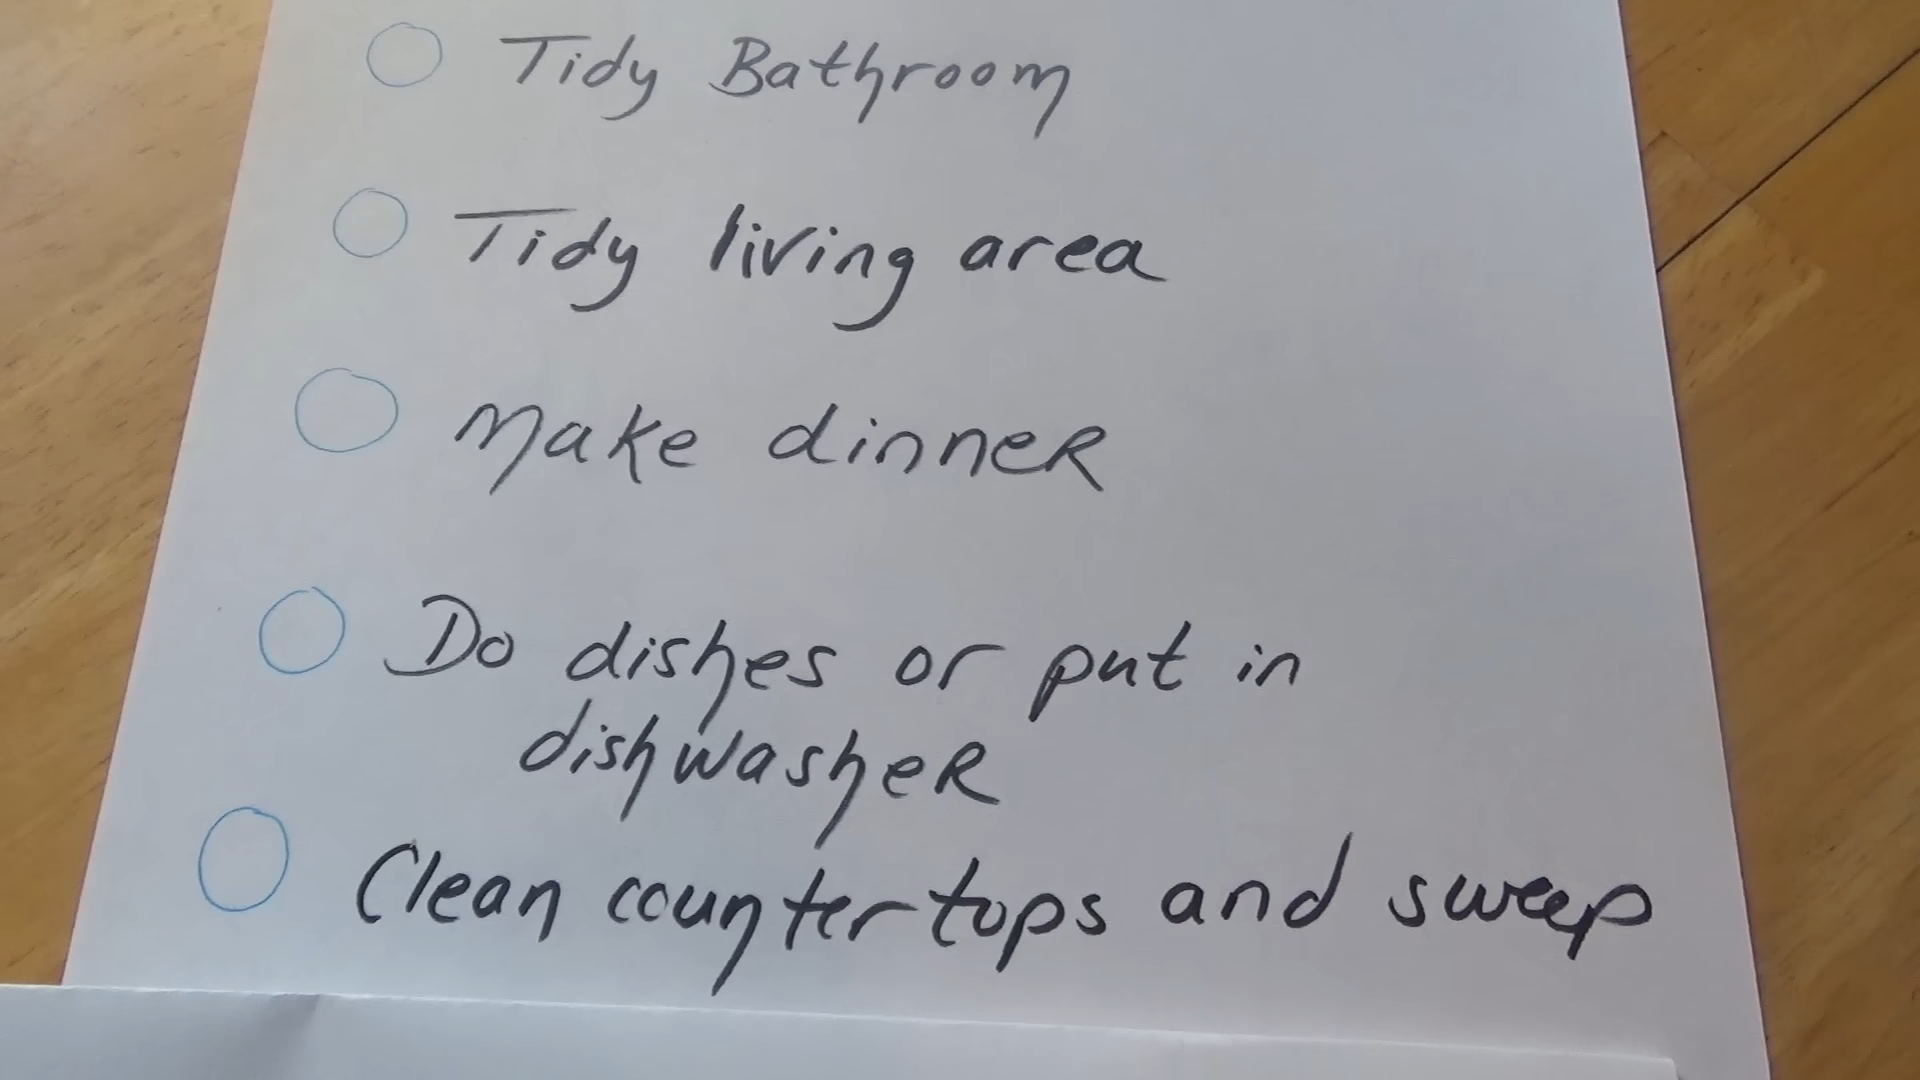 Tidy Bathroom
Tidy living area
Make dinneR
Do dishes or put in
dishwasheR
Clean countertops and sweep